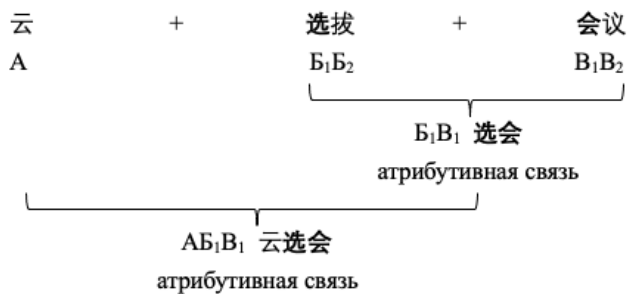 云 + 选拔 + 会议
А Б₁Б₂ В₁В₂
Б₁В₁ 选会
атрибутивная связь
АБ₁В₁ 云选会
атрибутивная связь